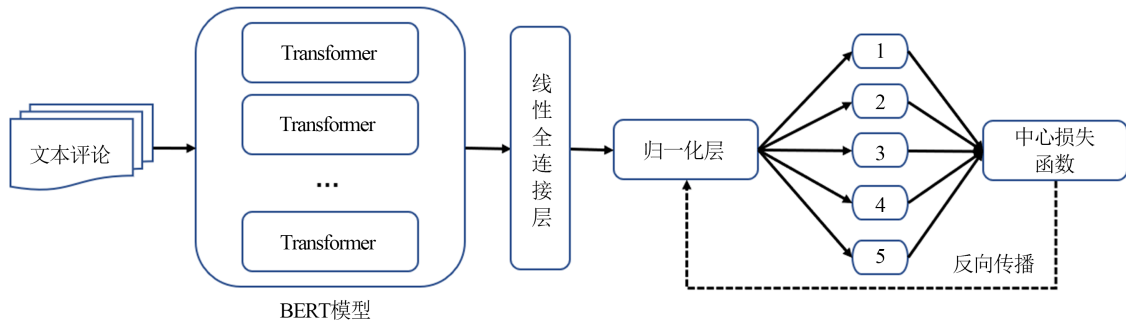 文本评论
Transformer
Transformer
...
Transformer
BERT模型
线性全连接层
归一化层
1
2
3
4
5
中心损失
函数
反向传播